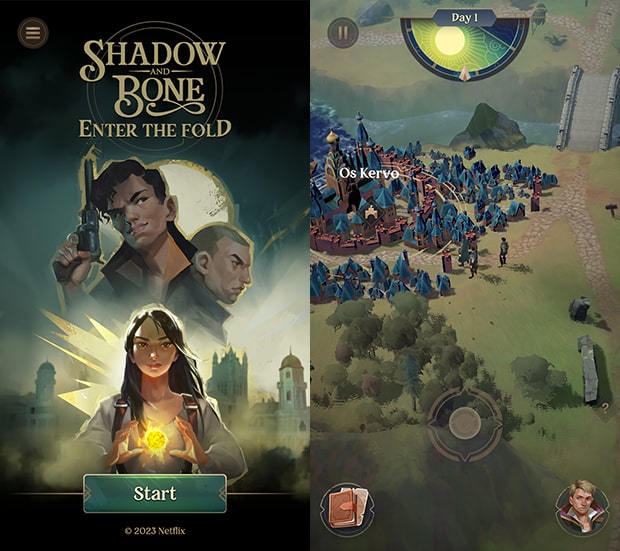 SHADOW
AND
BONE
ENTER THE FOLD
Start
© 2023 Netflix
Day 1
Os Kervo
?